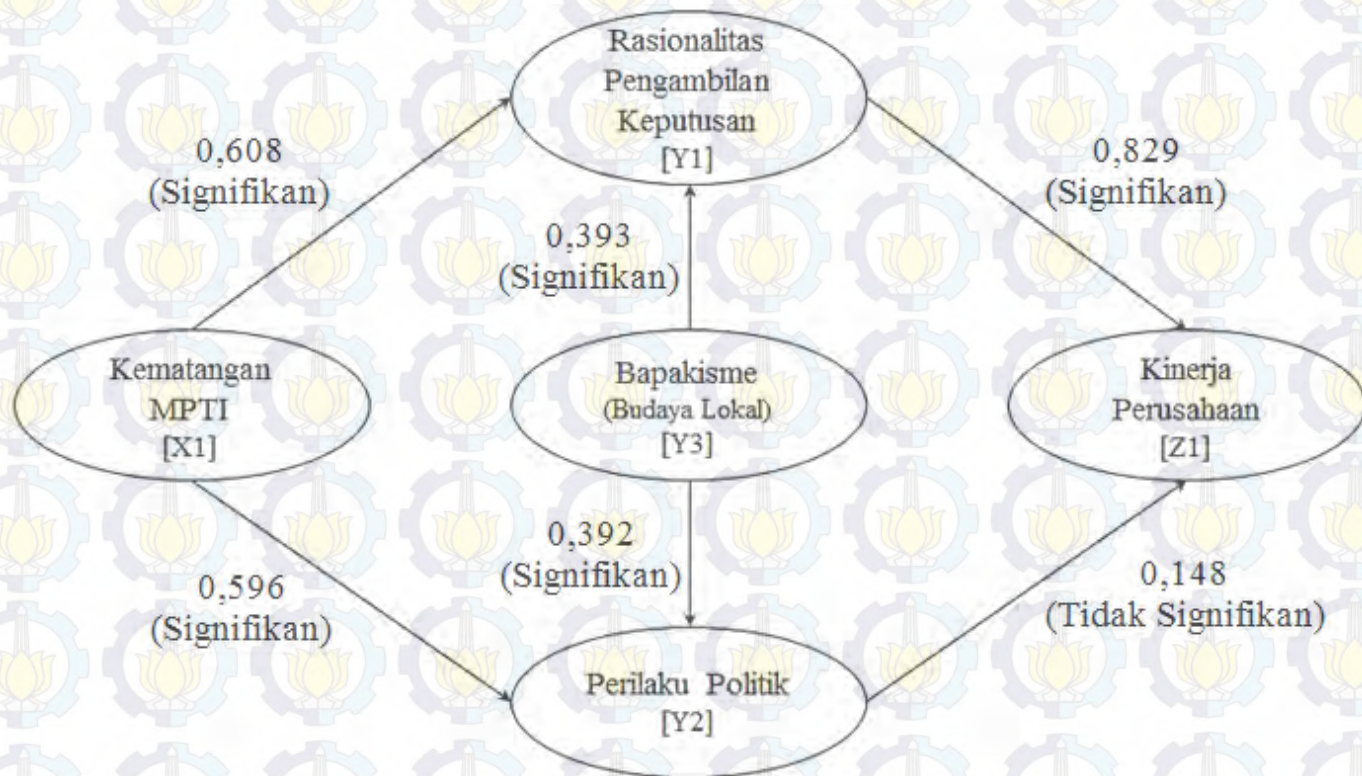 Rasionalitas
Pengambilan
Keputusan
[Y1]
0,608
(Signifikan)
0,829
(Signifikan)
0,393
(Signifikan)
Kematangan
MPTI
[X1]
Bapakisme
(Budaya Lokal)
[Y3]
Kinerja
Perusahaan
[Z1]
0,596
(Signifikan)
0,392
(Signifikan)
0,148
(Tidak Signifikan)
Perilaku Politik
[Y2]